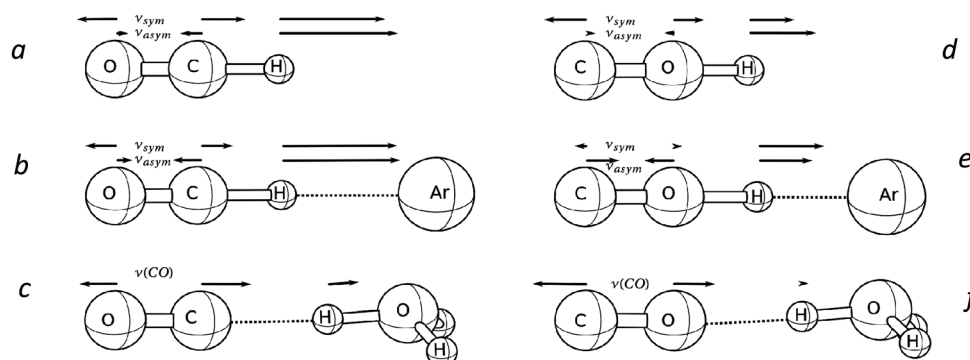 a ν_sym ν_asym O C H
d ν_sym ν_asym C O H
b ν_sym ν_asym O C H Ar
e ν_sym ν_asym C O H Ar
c ν(CO) O C H O H
ν(CO) C O H O H